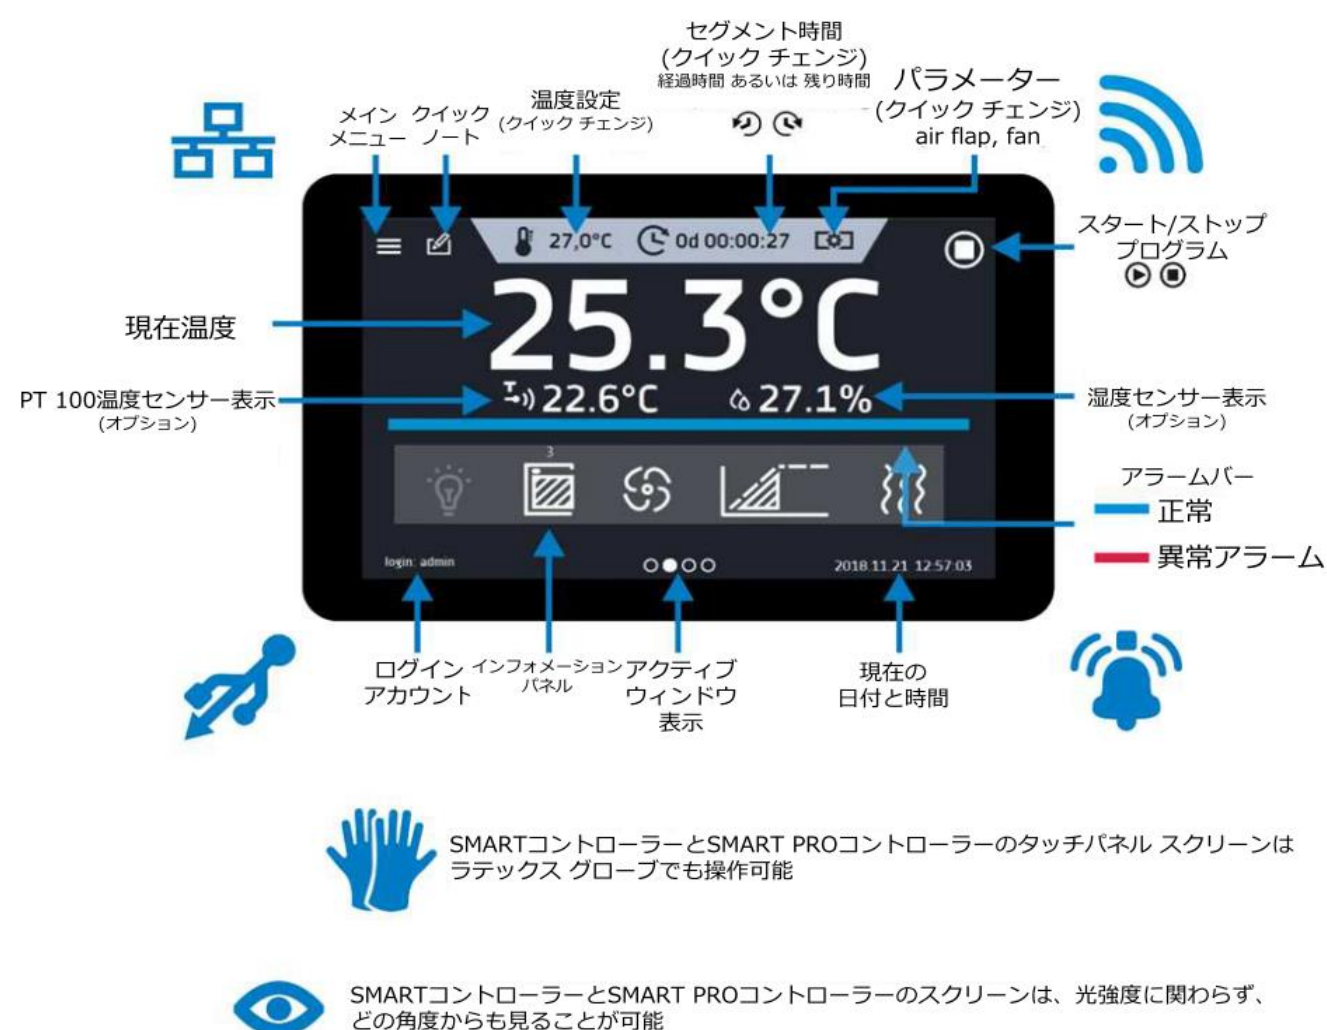 セグメント時間
(クイック チェンジ)
経過時間 あるいは 残り時間
パラメーター
(クイック チェンジ)
air flap, fan
温度設定
(クイック チェンジ)
メイン
メニュー
クイック
ノート
27,0°C
0d 00:00:27
スタート/ストップ
プログラム
25.3°C
現在温度
PT 100温度センサー表示
(オプション)
22.6°C
27.1%
湿度センサー表示
(オプション)
3
アラームバー
正常
異常アラーム
login: admin
2018.11.21 12:57:03
ログイン
アカウント
インフォメーション
パネル
アクティブ
ウィンドウ
表示
現在の
日付と時間
SMARTコントローラーとSMART PROコントローラーのタッチパネル スクリーンは
ラテックス グローブでも操作可能
SMARTコントローラーとSMART PROコントローラーのスクリーンは、光強度に関わらず、
どの角度からも見ることが可能